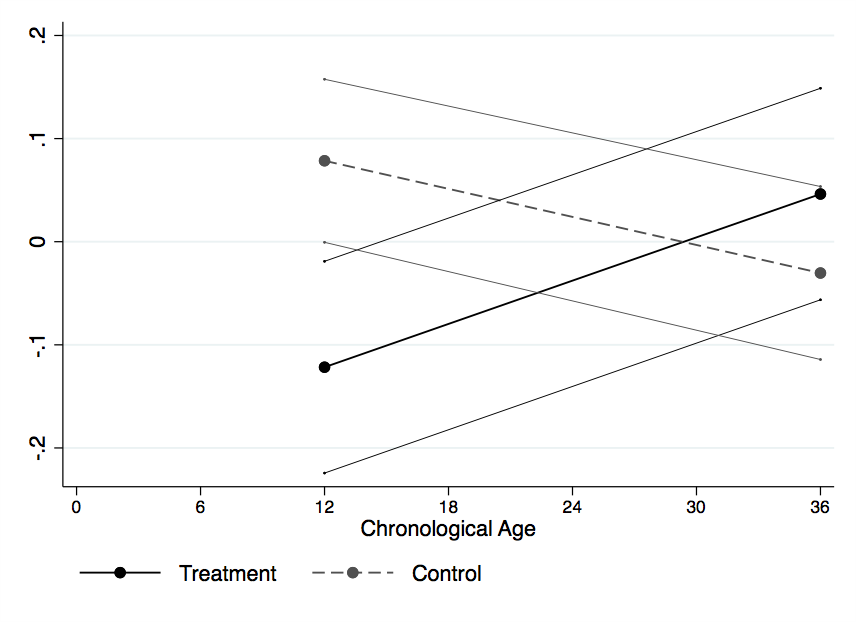 .2
.1
0
-.1
-.2
0 6 12 18 24 30 36
Chronological Age
Treatment Control